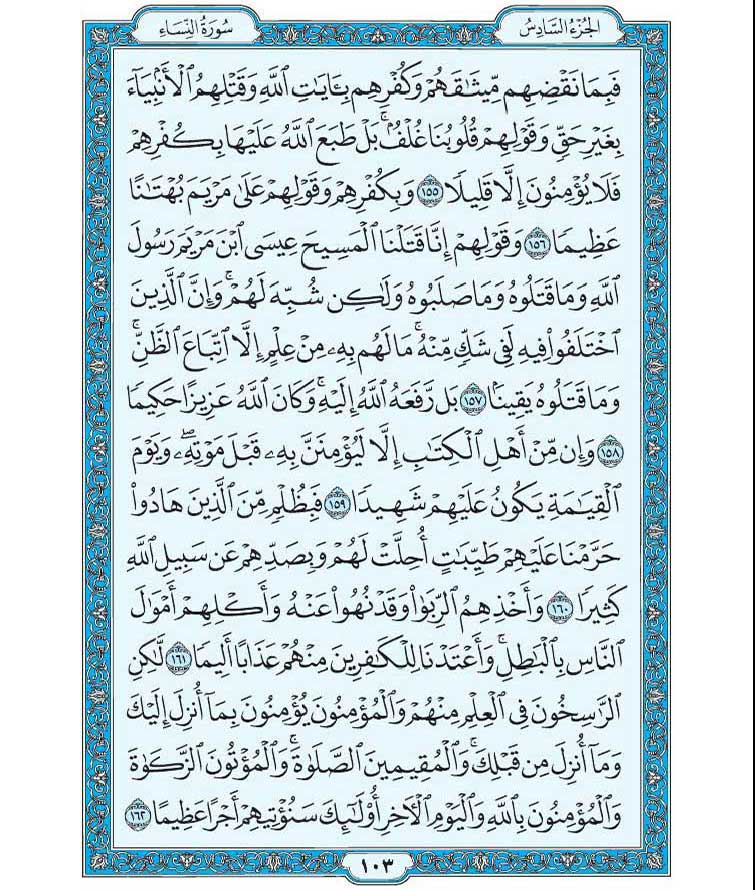 الجُزْءُ السَّادِسُ
سُورَةُ النِّسَاءِ
فَبِمَا نَقْضِهِم مِّيثَٰقَهُمْ وَكُفْرِهِم بِـَٔايَٰتِ ٱللَّهِ وَقَتْلِهِمُ ٱلْأَنۢبِيَآءَ
بِغَيْرِ حَقٍّ وَقَوْلِهِمْ قُلُوبُنَا غُلْفٌۢ ۚ بَلْ طَبَعَ ٱللَّهُ عَلَيْهَا بِكُفْرِهِمْ
فَلَا يُؤْمِنُونَ إِلَّا قَلِيلًا ١٥٥ وَبِكُفْرِهِمْ وَقَوْلِهِمْ عَلَىٰ مَرْيَمَ بُهْتَٰنًا
عَظِيمًا ١٥٦ وَقَوْلِهِمْ إِنَّا قَتَلْنَا ٱلْمَسِيحَ عِيسَى ٱبْنَ مَرْيَمَ رَسُولَ
ٱللَّهِ وَمَا قَتَلُوهُ وَمَا صَلَبُوهُ وَلَٰكِن شُبِّهَ لَهُمْ ۚ وَإِنَّ ٱلَّذِينَ
ٱخْتَلَفُوا۟ فِيهِ لَفِى شَكٍّ مِّنْهُ ۚ مَا لَهُم بِهِۦ مِنْ عِلْمٍ إِلَّا ٱتِّبَاعَ ٱلظَّنِّ ۚ
وَمَا قَتَلُوهُ يَقِينًۢا ١٥٧ بَل رَّفَعَهُ ٱللَّهُ إِلَيْهِ ۚ وَكَانَ ٱللَّهُ عَزِيزًا حَكِيمًا
١٥٨ وَإِن مِّنْ أَهْلِ ٱلْكِتَٰبِ إِلَّا لَيُؤْمِنَنَّ بِهِۦ قَبْلَ مَوْتِهِۦ ۖ وَيَوْمَ
ٱلْقِيَٰمَةِ يَكُونُ عَلَيْهِمْ شَهِيدًا ١٥٩ فَبِظُلْمٍ مِّنَ ٱلَّذِينَ هَادُوا۟
حَرَّمْنَا عَلَيْهِمْ طَيِّبَٰتٍ أُحِلَّتْ لَهُمْ وَبِصَدِّهِمْ عَن سَبِيلِ ٱللَّهِ
كَثِيرًا ١٦٠ وَأَخْذِهِمُ ٱلرِّبَوٰا۟ وَقَدْ نُهُوا۟ عَنْهُ وَأَكْلِهِمْ أَمْوَٰلَ
ٱلنَّاسِ بِٱلْبَٰطِلِ ۚ وَأَعْتَدْنَا لِلْكَٰفِرِينَ مِنْهُمْ عَذَابًا أَلِيمًا ١٦١ لَّٰكِنِ
ٱلرَّٰسِخُونَ فِى ٱلْعِلْمِ مِنْهُمْ وَٱلْمُؤْمِنُونَ يُؤْمِنُونَ بِمَآ أُنزِلَ إِلَيْكَ
وَمَآ أُنزِلَ مِن قَبْلِكَ ۚ وَٱلْمُقِيمِينَ ٱلصَّلَوٰةَ ۚ وَٱلْمُؤْتُونَ ٱلزَّكَوٰةَ
وَٱلْمُؤْمِنُونَ بِٱللَّهِ وَٱلْيَوْمِ ٱلْـَٔاخِرِ أُو۟لَٰٓئِكَ سَنُؤْتِيهِمْ أَجْرًا عَظِيمًا ١٦٢
١٠٣